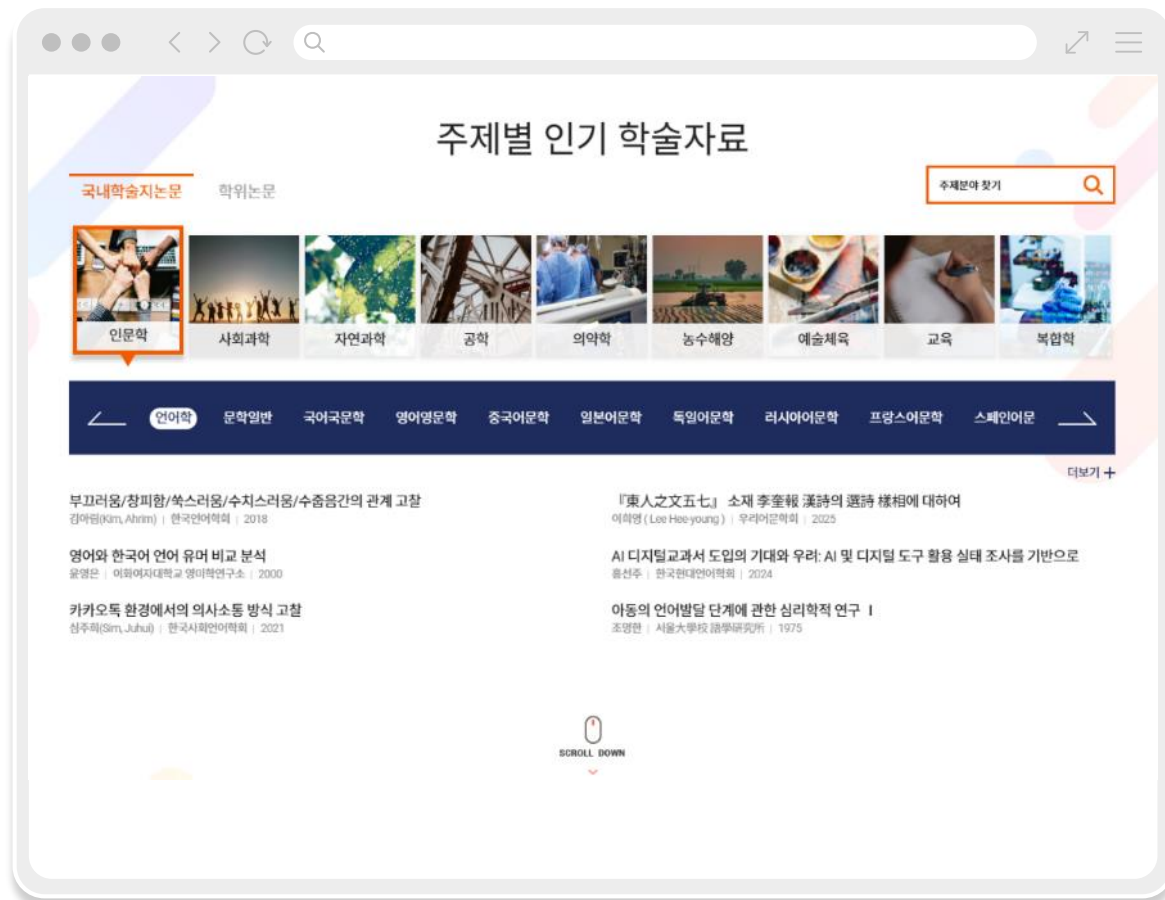 주제별 인기 학술자료
국내학술지논문 학위논문
주제분야 찾기
인문학 사회과학 자연과학 공학 의약학 농수해양 예술체육 교육 복합학
언어학 문학일반 국어국문학 영어영문학 중국어문학 일본어문학 독일어문학 러시아어문학 프랑스어문학 스페인어문
더보기 +
부끄러움/창피함/쑥스러움/수치스러움/수줍음간의 관계 고찰
김아림(Kim, Ahrim) | 한국언어학회 | 2018
『東人之文五七』 소재 李奎報 漢詩의 選詩 樣相에 대하여
이희영 ( Lee Hee-young ) | 우리어문학회 | 2025
영어와 한국어 언어 유머 비교 분석
윤영은 | 이화여자대학교 영미학연구소 | 2000
AI 디지털교과서 도입의 기대와 우려: AI 및 디지털 도구 활용 실태 조사를 기반으로
홍선주 | 한국현대언어학회 | 2024
카카오톡 환경에서의 의사소통 방식 고찰
심주희(Sim, Juhui) | 한국사회언어학회 | 2021
아동의 언어발달 단계에 관한 심리학적 연구 Ⅰ
조명한 | 서울大學校 語學硏究所 | 1975
SCROLL DOWN